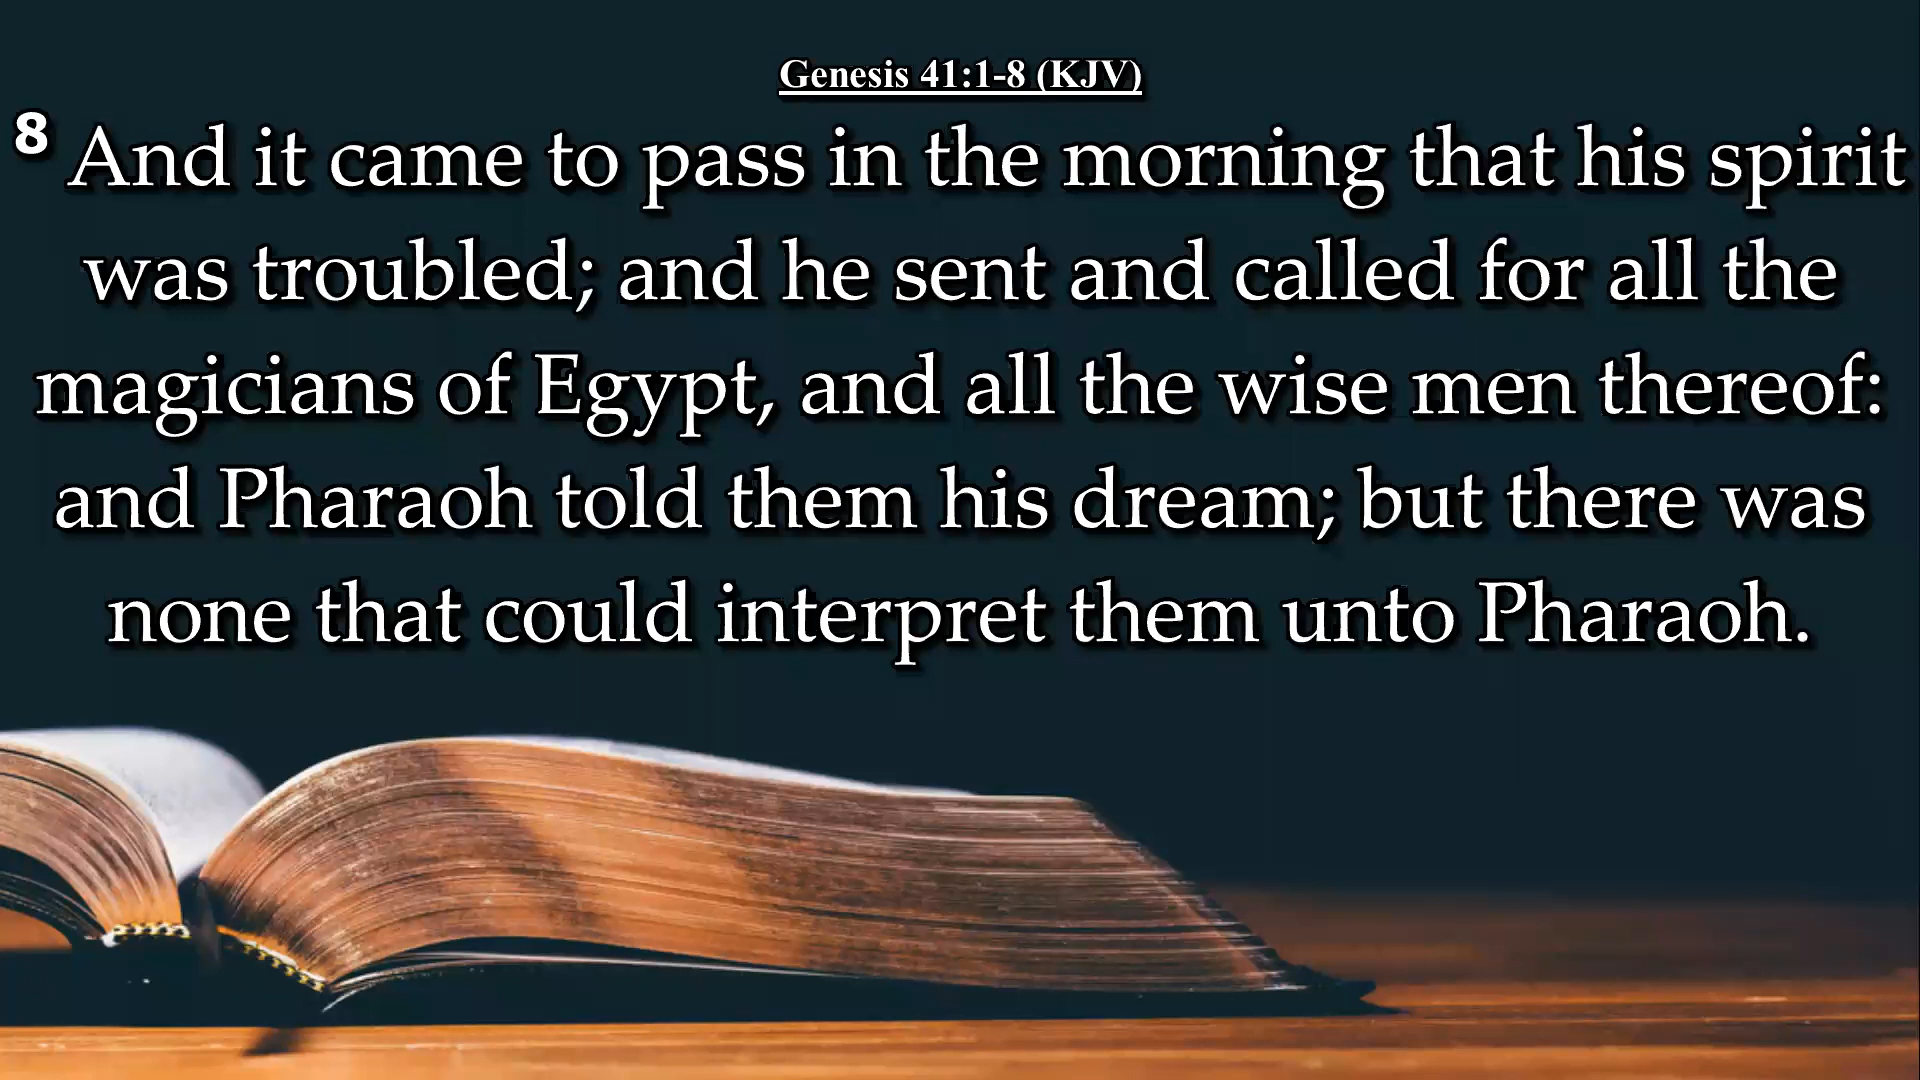 Genesis 41:1-8 (KJV)
8 And it came to pass in the morning that his spirit
was troubled; and he sent and called for all the
magicians of Egypt, and all the wise men thereof:
and Pharaoh told them his dream; but there was
none that could interpret them unto Pharaoh.